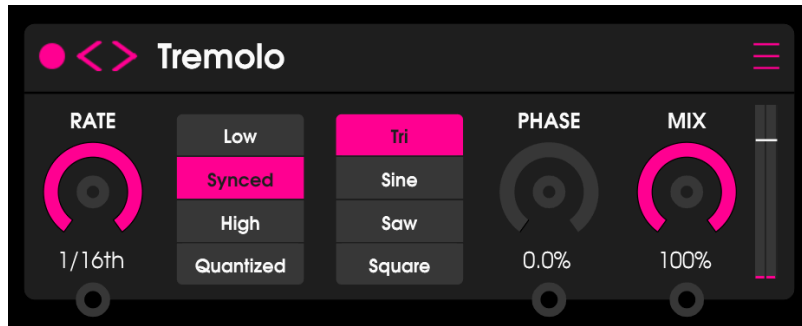 Tremolo
RATE
1/16th
Low
Synced
High
Quantized
Tri
Sine
Saw
Square
PHASE
0.0%
MIX
100%